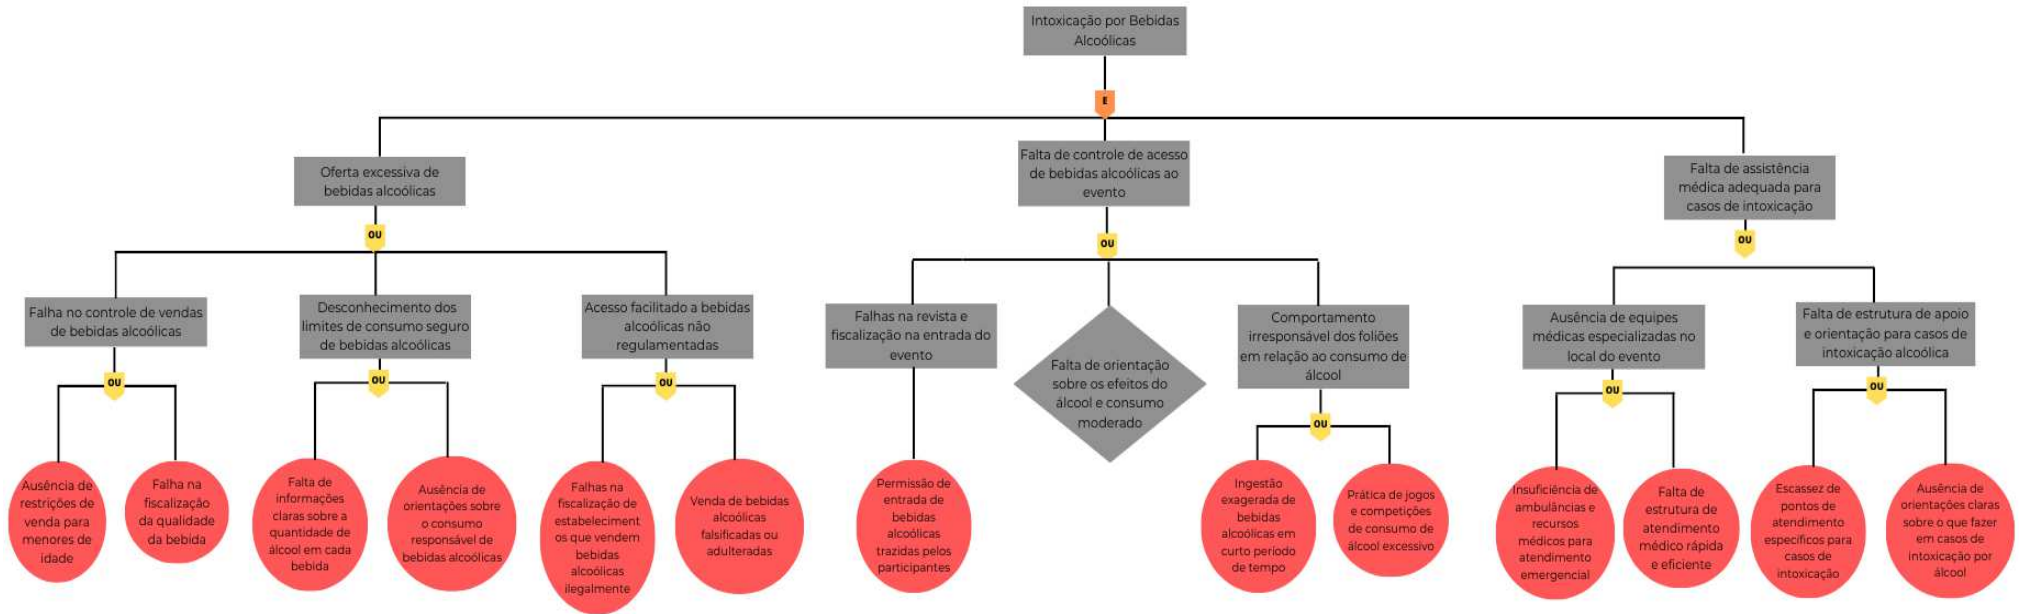 Intoxicação por Bebidas
Alcoólicas
E
Oferta excessiva de
bebidas alcoólicas
Falta de controle de acesso
de bebidas alcoólicas ao
evento
Falta de assistência
médica adequada para
casos de intoxicação
OU
OU
OU
Falha no controle de vendas
de bebidas alcoólicas
Desconhecimento dos
limites de consumo seguro
de bebidas alcoólicas
Acesso facilitado a bebidas
alcoólicas não
regulamentadas
Falhas na revista e
fiscalização na entrada do
evento
Falta de orientação
sobre os efeitos do
álcool e consumo
moderado
Comportamento
irresponsável dos foliões
em relação ao consumo de
álcool
Ausência de equipes
médicas especializadas no
local do evento
Falta de estrutura de apoio
e orientação para casos de
intoxicação alcoólica
OU
OU
OU
OU
OU
OU
Ausência de
restrições de
venda para
menores de
idade
Falha na
fiscalização
da qualidade
da bebida
Falta de
informações
claras sobre a
quantidade de
álcool em cada
bebida
Ausência de
orientações sobre
o consumo
responsável de
bebidas alcoólicas
Falhas na
fiscalização de
estabeleciment
os que vendem
bebidas
alcoólicas
ilegalmente
Venda de bebidas
alcoólicas
falsificadas ou
adulteradas
Permissão de
entrada de
bebidas
alcoólicas
trazidas pelos
participantes
Ingestão
exagerada de
bebidas
alcoólicas em
curto período
de tempo
Prática de jogos
e competições
de consumo de
álcool excessivo
Insuficiência de
ambulâncias e
recursos
médicos para
atendimento
emergencial
Falta de
estrutura de
atendimento
médico rápida
e eficiente
Escassez de
pontos de
atendimento
específicos para
casos de
intoxicação
Ausência de
orientações claras
sobre o que fazer
em casos de
intoxicação por
álcool